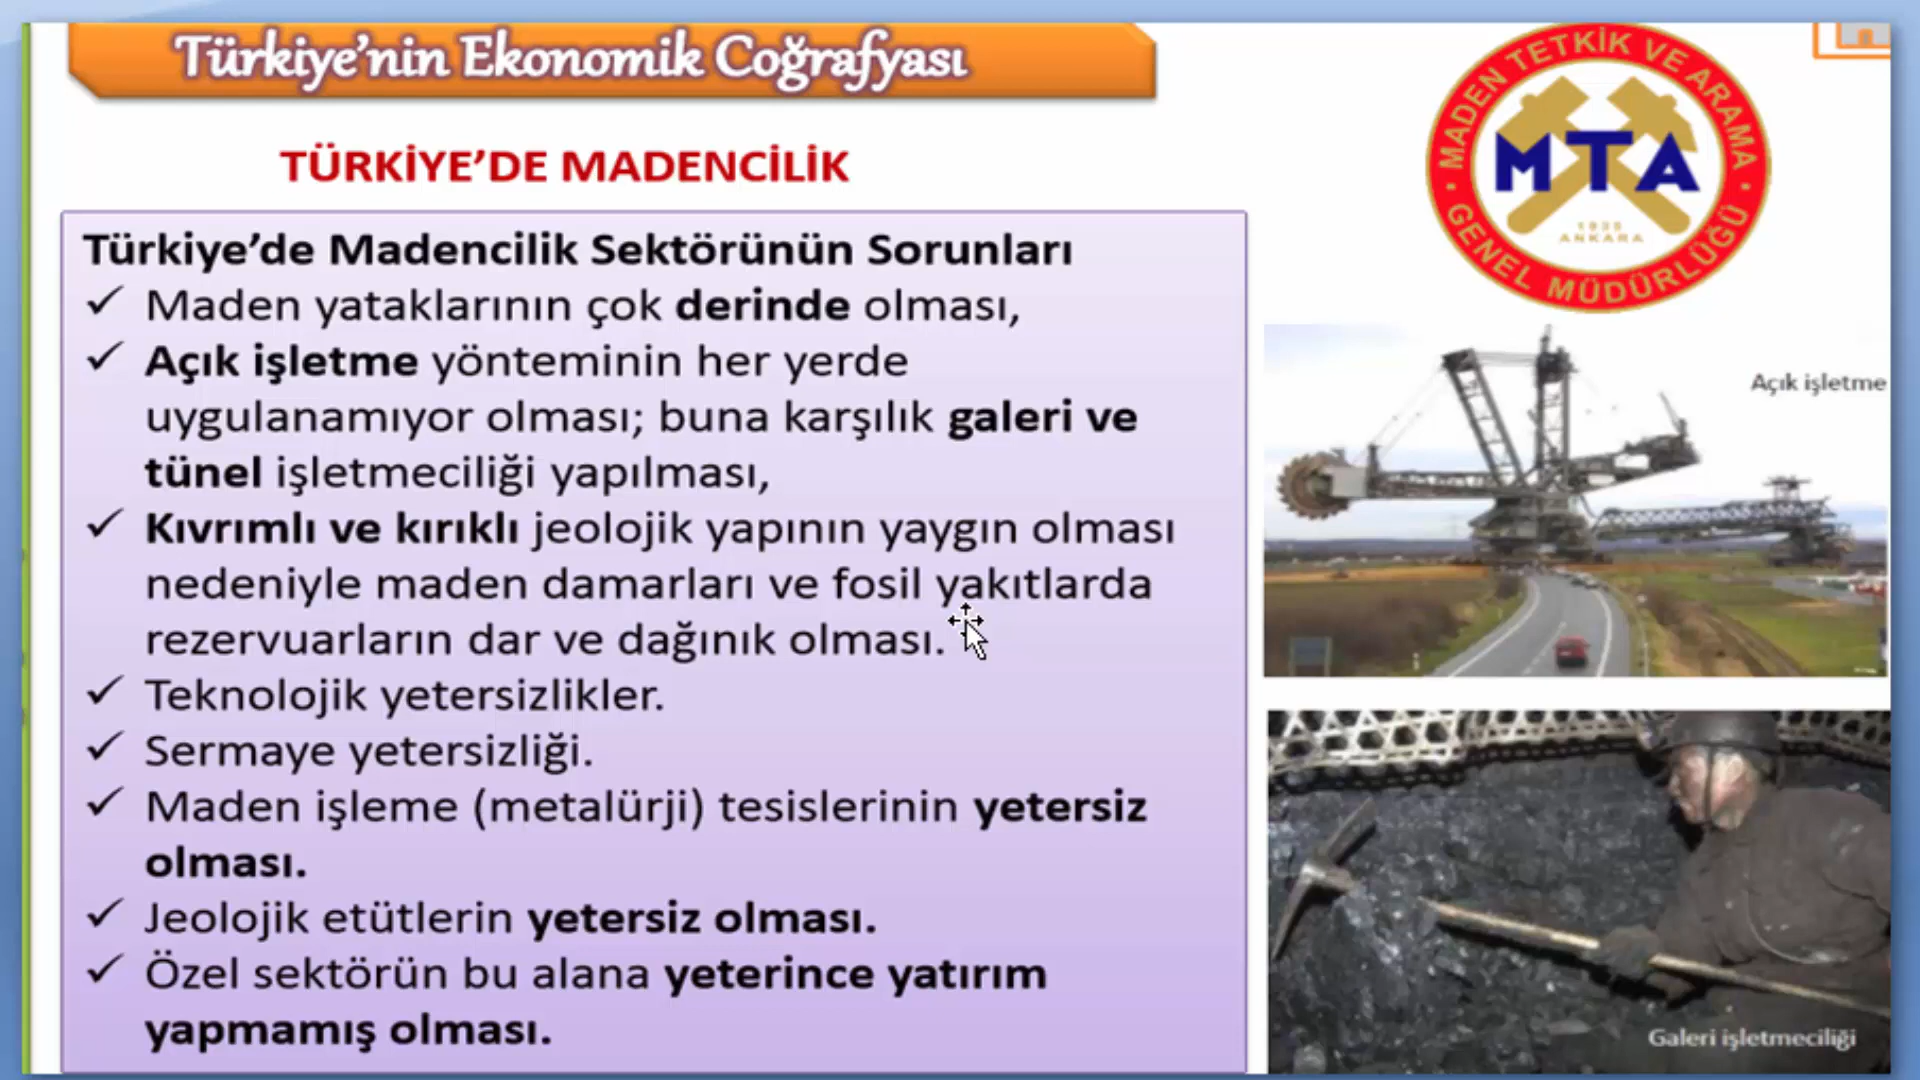 Türkiye’nin Ekonomik Coğrafyası
TÜRKİYE’DE MADENCİLİK
Türkiye’de Madencilik Sektörünün Sorunları
✓ Maden yataklarının çok derinde olması,
✓ Açık işletme yönteminin her yerde
uygulanamıyor olması; buna karşılık galeri ve
tünel işletmeciliği yapılması,
✓ Kıvrımlı ve kırıklı jeolojik yapının yaygın olması
nedeniyle maden damarları ve fosil yakıtlarda
rezervuarların dar ve dağınık olması.
✓ Teknolojik yetersizlikler.
✓ Sermaye yetersizliği.
✓ Maden işleme (metalürji) tesislerinin yetersiz
olması.
✓ Jeolojik etütlerin yetersiz olması.
✓ Özel sektörün bu alana yeterince yatırım
yapmamış olması.
MADEN TETKİK VE ARAMA
MTA
1935
ANKARA
GENEL MÜDÜRLÜĞÜ
Açık işletme
Galeri işletmeciliği